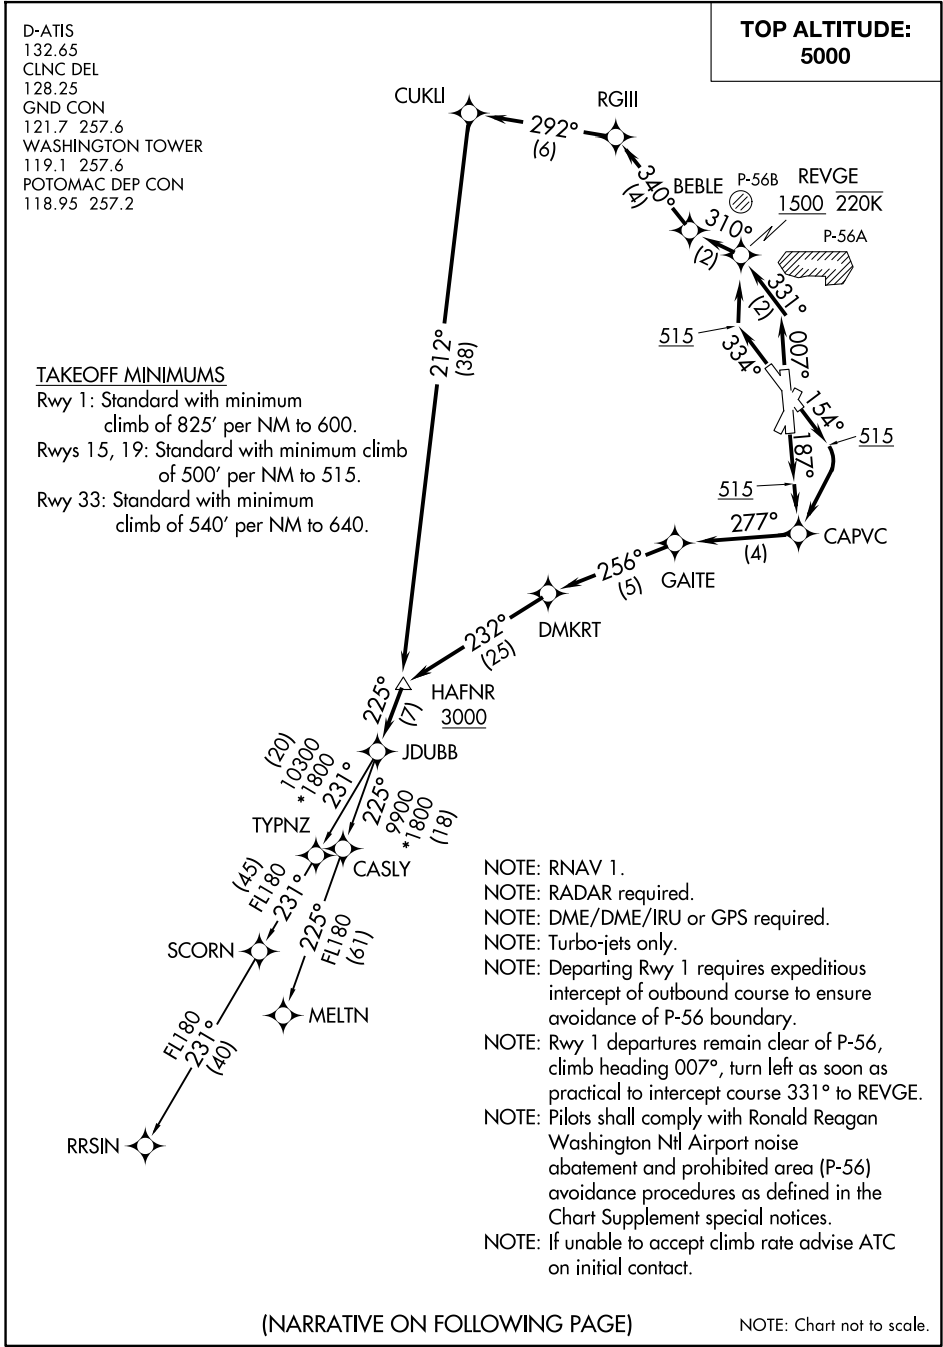 D-ATIS
132.65
CLNC DEL
128.25
GND CON
121.7 257.6
WASHINGTON TOWER
119.1 257.6
POTOMAC DEP CON
118.95 257.2
TOP ALTITUDE:
5000
CUKLI
RGIII
292°
(6)
340°
(4)
BEBLE
P-56B
REVGE
1500 220K
310°
(2)
P-56A
331°
(2)
515
334°
007°
154°
515
187°
515
212°
(38)
TAKEOFF MINIMUMS
Rwy 1: Standard with minimum
climb of 825' per NM to 600.
Rwys 15, 19: Standard with minimum climb
of 500' per NM to 515.
Rwy 33: Standard with minimum
climb of 540' per NM to 640.
277°
(4)
CAPVC
GAITE
256°
(5)
DMKRT
232°
(25)
HAFNR
3000
225°
(7)
JDUBB
(20)
10300
*1800
231°
225°
9900
*1800
(18)
TYPNZ
CASLY
(45)
FL180
231°
225°
FL180
(61)
SCORN
MELTN
FL180
231°
(40)
RRSIN
NOTE: RNAV 1.
NOTE: RADAR required.
NOTE: DME/DME/IRU or GPS required.
NOTE: Turbo-jets only.
NOTE: Departing Rwy 1 requires expeditious
intercept of outbound course to ensure
avoidance of P-56 boundary.
NOTE: Rwy 1 departures remain clear of P-56,
climb heading 007°, turn left as soon as
practical to intercept course 331° to REVGE.
NOTE: Pilots shall comply with Ronald Reagan
Washington Ntl Airport noise
abatement and prohibited area (P-56)
avoidance procedures as defined in the
Chart Supplement special notices.
NOTE: If unable to accept climb rate advise ATC
on initial contact.
(NARRATIVE ON FOLLOWING PAGE)
NOTE: Chart not to scale.